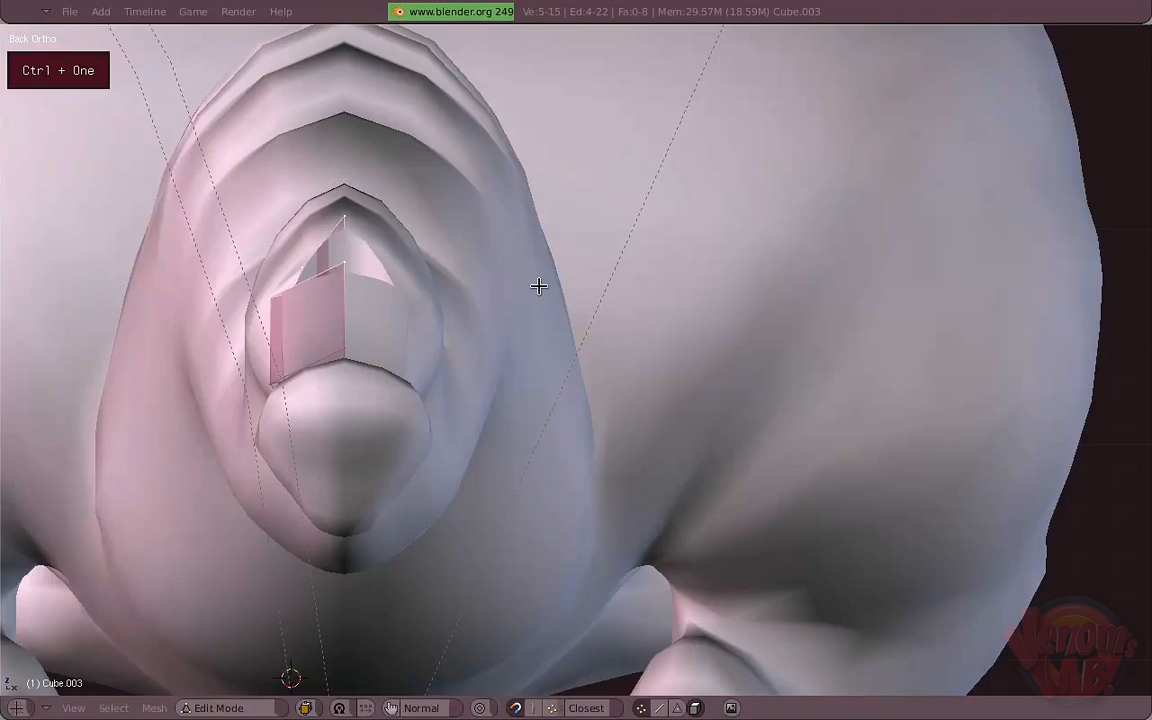 File Add Timeline Game Render Help www.blender.org 249 Ve:5-15 | Ed:4-22 | Fa:0-8 | Mem:29.57M (18.59M) Cube.003
Back Ortho
Ctrl + One
Venom's
LAB.
(1) Cube.003
View Select Mesh Edit Mode Normal Closest